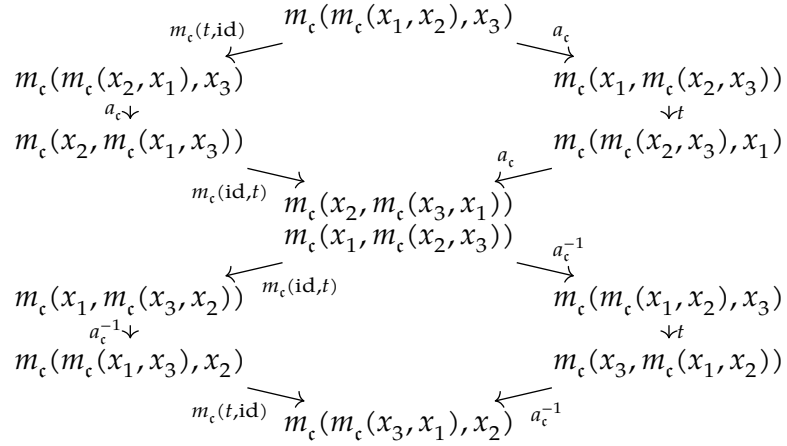 m_𝔠(m_𝔠(x_1, x_2), x_3)
m_𝔠(t,id) a_𝔠
m_𝔠(m_𝔠(x_2, x_1), x_3) m_𝔠(x_1, m_𝔠(x_2, x_3))
a_𝔠 t
m_𝔠(x_2, m_𝔠(x_1, x_3)) m_𝔠(m_𝔠(x_2, x_3), x_1)
m_𝔠(id,t) a_𝔠
m_𝔠(x_2, m_𝔠(x_3, x_1))
m_𝔠(x_1, m_𝔠(x_2, x_3))
m_𝔠(id,t) a_𝔠^{-1}
m_𝔠(x_1, m_𝔠(x_3, x_2)) m_𝔠(m_𝔠(x_1, x_2), x_3)
a_𝔠^{-1} t
m_𝔠(m_𝔠(x_1, x_3), x_2) m_𝔠(x_3, m_𝔠(x_1, x_2))
m_𝔠(t,id) a_𝔠^{-1}
m_𝔠(m_𝔠(x_3, x_1), x_2)